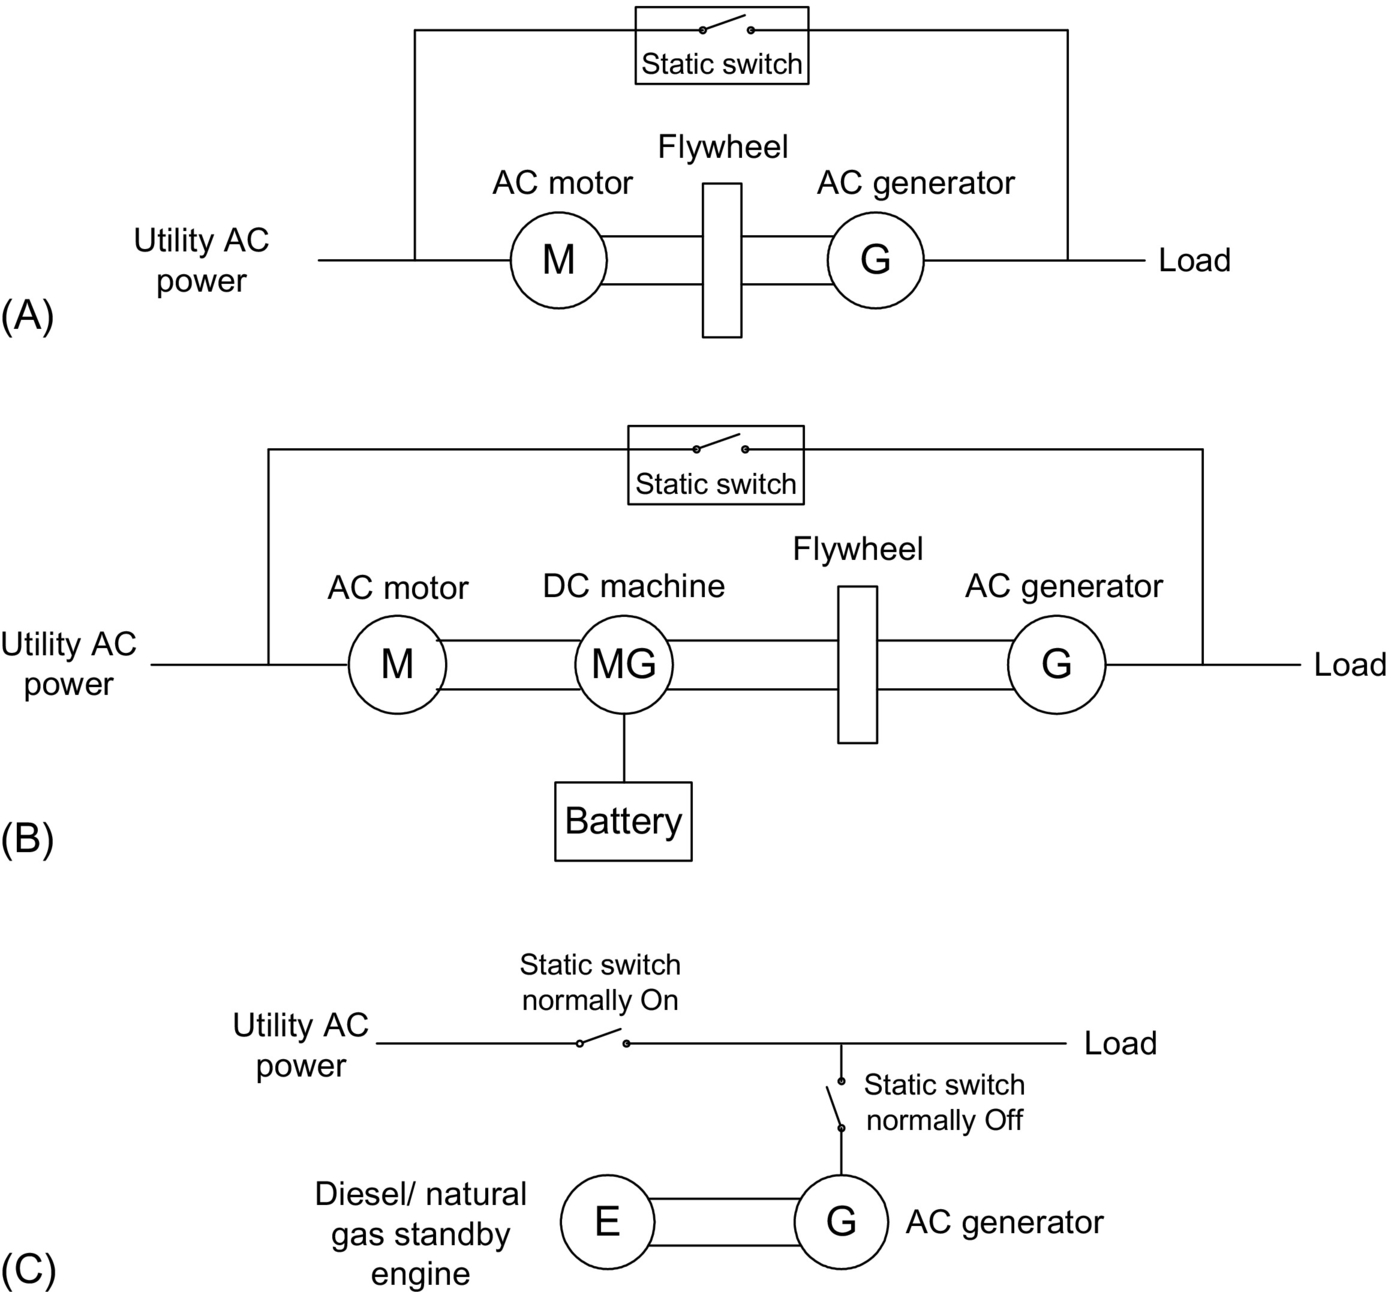 Static switch
Flywheel
AC motor
AC generator
Utility AC
power
M
G
Load
(A)
Static switch
Flywheel
AC motor
DC machine
AC generator
Utility AC
power
M
MG
G
Load
Battery
(B)
Static switch
normally On
Utility AC
power
Load
Static switch
normally Off
Diesel/ natural
gas standby
engine
E
G
AC generator
(C)